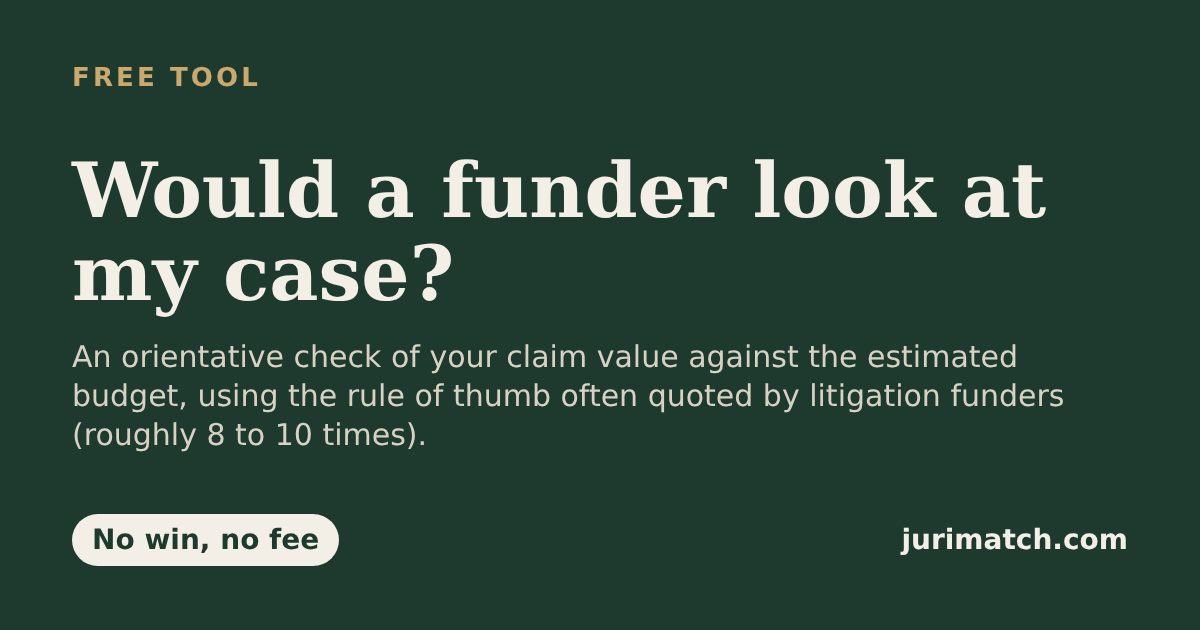 FREE TOOL
Would a funder look at
my case?
An orientative check of your claim value against the estimated
budget, using the rule of thumb often quoted by litigation funders
(roughly 8 to 10 times).
No win, no fee
jurimatch.com